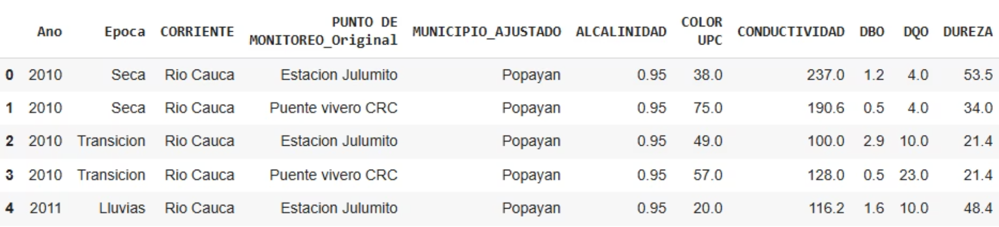 Ano Epoca CORRIENTE PUNTO DE MONITOREO_Original MUNICIPIO_AJUSTADO ALCALINIDAD COLOR UPC CONDUCTIVIDAD DBO DQO DUREZA
0 2010 Seca Rio Cauca Estacion Julumito Popayan 0.95 38.0 237.0 1.2 4.0 53.5
1 2010 Seca Rio Cauca Puente vivero CRC Popayan 0.95 75.0 190.6 0.5 4.0 34.0
2 2010 Transicion Rio Cauca Estacion Julumito Popayan 0.95 49.0 100.0 2.9 10.0 21.4
3 2010 Transicion Rio Cauca Puente vivero CRC Popayan 0.95 57.0 128.0 0.5 23.0 21.4
4 2011 Lluvias Rio Cauca Estacion Julumito Popayan 0.95 20.0 116.2 1.6 10.0 48.4